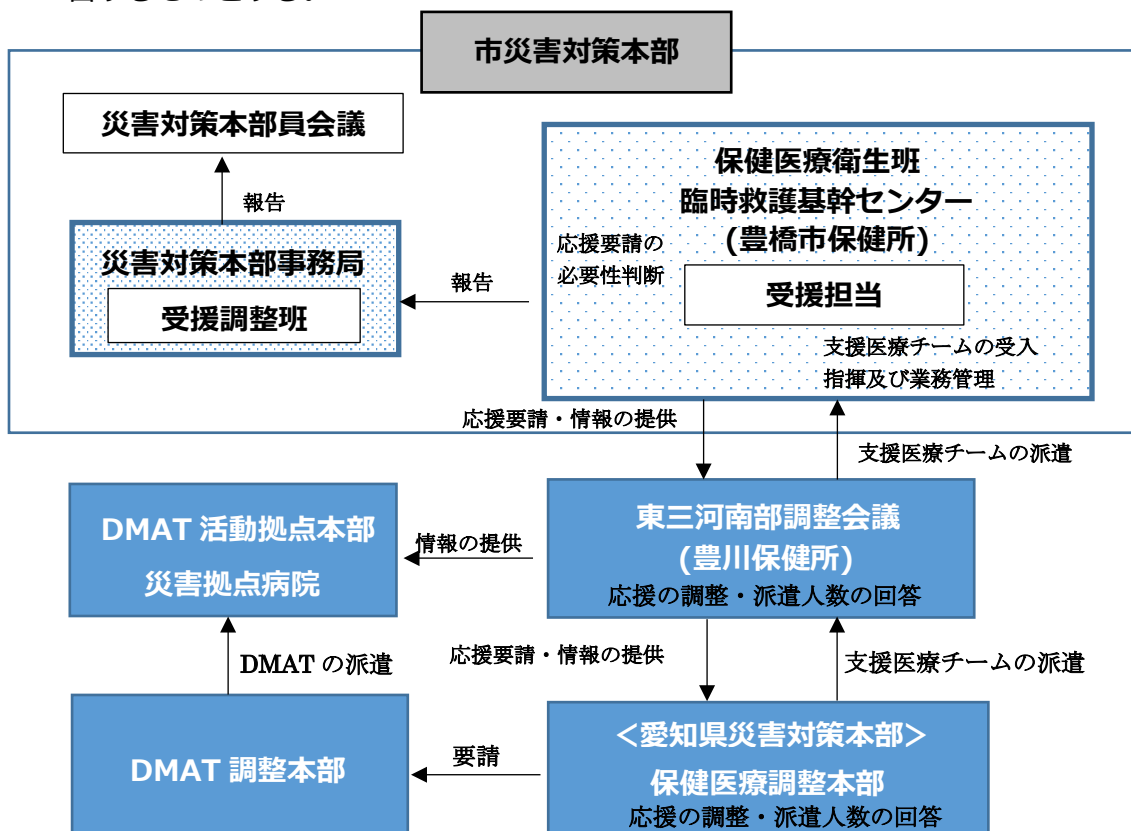 市災害対策本部
災害対策本部員会議
報告
災害対策本部事務局
受援調整班
報告
保健医療衛生班
臨時救護基幹センター
(豊橋市保健所)
応援要請の
必要性判断
受援担当
支援医療チームの受入
指揮及び業務管理
応援要請・情報の提供
支援医療チームの派遣
DMAT 活動拠点本部
災害拠点病院
情報の提供
東三河南部調整会議
(豊川保健所)
応援の調整・派遣人数の回答
DMAT の派遣
応援要請・情報の提供
支援医療チームの派遣
DMAT 調整本部
要請
<愛知県災害対策本部>
保健医療調整本部
応援の調整・派遣人数の回答